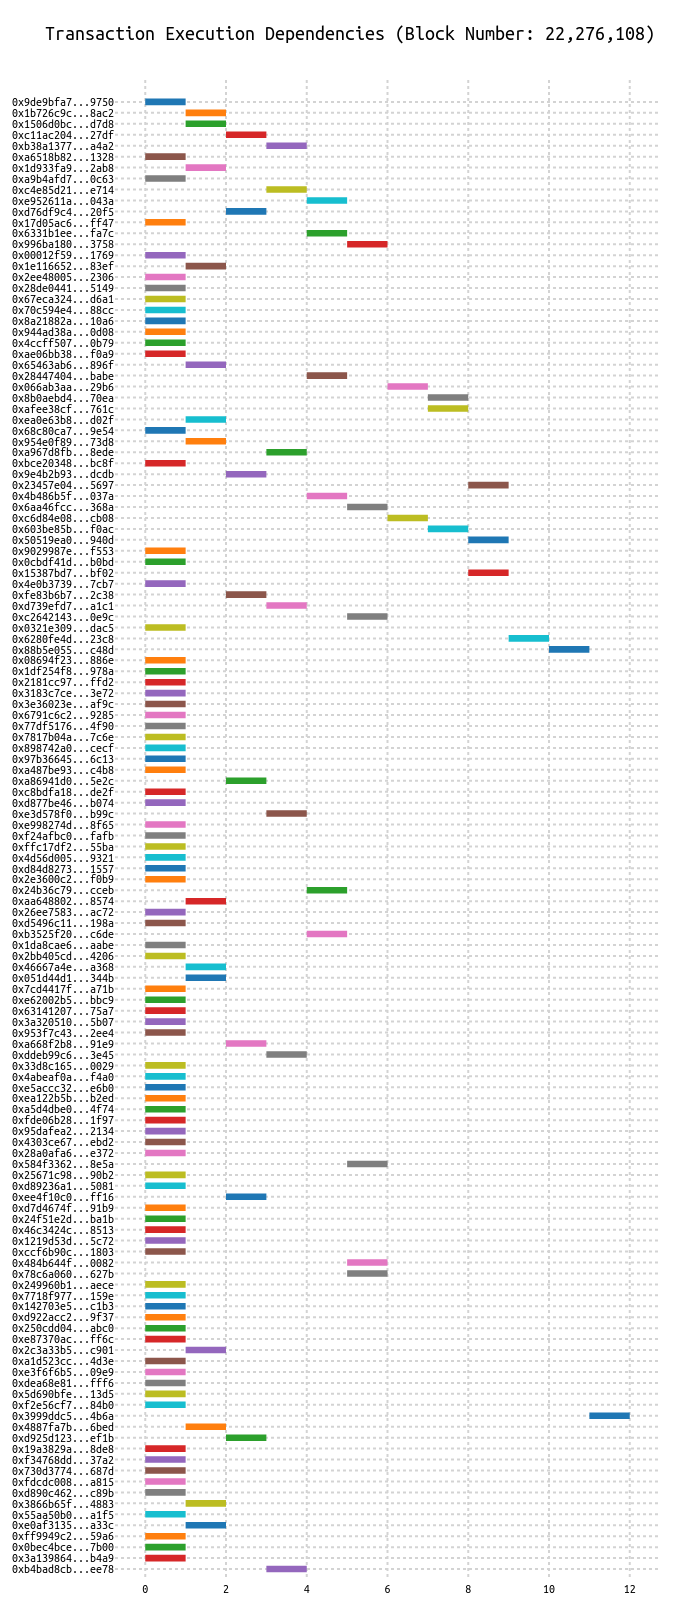 Transaction Execution Dependencies (Block Number: 22,276,108)
0x9de9bfa7...9750
0x1b726c9c...8ac2
0x1506d0bc...d7d8
0xc11ac204...27df
0xb38a1377...a4a2
0xa6518b82...1328
0x1d933fa9...2ab8
0xa9b4afd7...0c63
0xc4e85d21...e714
0xe952611a...043a
0xd76df9c4...20f5
0x17d05ac6...ff47
0x6331b1ee...fa7c
0x996ba180...3758
0x00012f59...1769
0x1e116652...83ef
0x2ee48005...2306
0x28de0441...5149
0x67eca324...d6a1
0x70c594e4...88cc
0x8a21882a...10a6
0x944ad38a...0d08
0x4ccff507...0b79
0xae06bb38...f0a9
0x65463ab6...896f
0x28447404...babe
0x066ab3aa...29b6
0x8b0aebd4...70ea
0xafee38cf...761c
0xea0e63b8...d02f
0x68c80ca7...9e54
0x954e0f89...73d8
0xa967d8fb...8ede
0xbce20348...bc8f
0x9e4b2b93...dcdb
0x23457e04...5697
0x4b486b5f...037a
0x6aa46fcc...368a
0xc6d84e08...cb08
0x603be85b...f0ac
0x50519ea0...940d
0x9029987e...f553
0x0cbdf41d...b0bd
0x15387bd7...bf02
0x4e0b3739...7cb7
0xfe83b6b7...2c38
0xd739efd7...a1c1
0xc2642143...0e9c
0x0321e309...dac5
0x6280fe4d...23c8
0x88b5e055...c48d
0x08694f23...886e
0x1df254f8...978a
0x2181cc97...ffd2
0x3183c7ce...3e72
0x3e36023e...af9c
0x6791c6c2...9285
0x77df5176...4f90
0x7817b04a...7c6e
0x898742a0...cecf
0x97b36645...6c13
0xa487be93...c4b8
0xa86941d0...5e2c
0xc8bdfa18...de2f
0xd877be46...b074
0xe3d578f0...b99c
0xe998274d...8f65
0xf24afbc0...fafb
0xffc17df2...55ba
0x4d56d005...9321
0xd84d8273...1557
0x2e3600c2...f0b9
0x24b36c79...cceb
0xaa648802...8574
0x26ee7583...ac72
0xd5496c11...198a
0xb3525f20...c6de
0x1da8cae6...aabe
0x2bb405cd...4206
0x46667a4e...a368
0x051d44d1...344b
0x7cd4417f...a71b
0xe62002b5...bbc9
0x63141207...75a7
0x3a320510...5b07
0x953f7c43...2ee4
0xa668f2b8...91e9
0xddeb99c6...3e45
0x33d8c165...0029
0x4abeaf0a...f4a0
0xe5accc32...e6b0
0xea122b5b...b2ed
0xa5d4dbe0...4f74
0xfde06b28...1f97
0x95dafea2...2134
0x4303ce67...ebd2
0x28a0afa6...e372
0x584f3362...8e5a
0x25671c98...90b2
0xd89236a1...5081
0xee4f10c0...ff16
0xd7d4674f...91b9
0x24f51e2d...ba1b
0x46c3424c...8513
0x1219d53d...5c72
0xccf6b90c...1803
0x484b644f...0082
0x78c6a060...627b
0x249960b1...aece
0x7718f977...159e
0x142703e5...c1b3
0xd922acc2...9f37
0x250cdd04...abc0
0xe87370ac...ff6c
0x2c3a33b5...c901
0xa1d523cc...4d3e
0xe3f6f6b5...09e9
0xdea68e81...fff6
0x5d690bfe...13d5
0xf2e56cf7...84b0
0x3999ddc5...4b6a
0x4887fa7b...6bed
0xd925d123...ef1b
0x19a3829a...8de8
0xf34768dd...37a2
0x730d3774...687d
0xfdcdc008...a815
0xd890c462...c89b
0x3866b65f...4883
0x55aa50b0...a1f5
0xe0af3135...a33c
0xff9949c2...59a6
0x0bec4bce...7b00
0x3a139864...b4a9
0xb4bad8cb...ee78
0 2 4 6 8 10 12